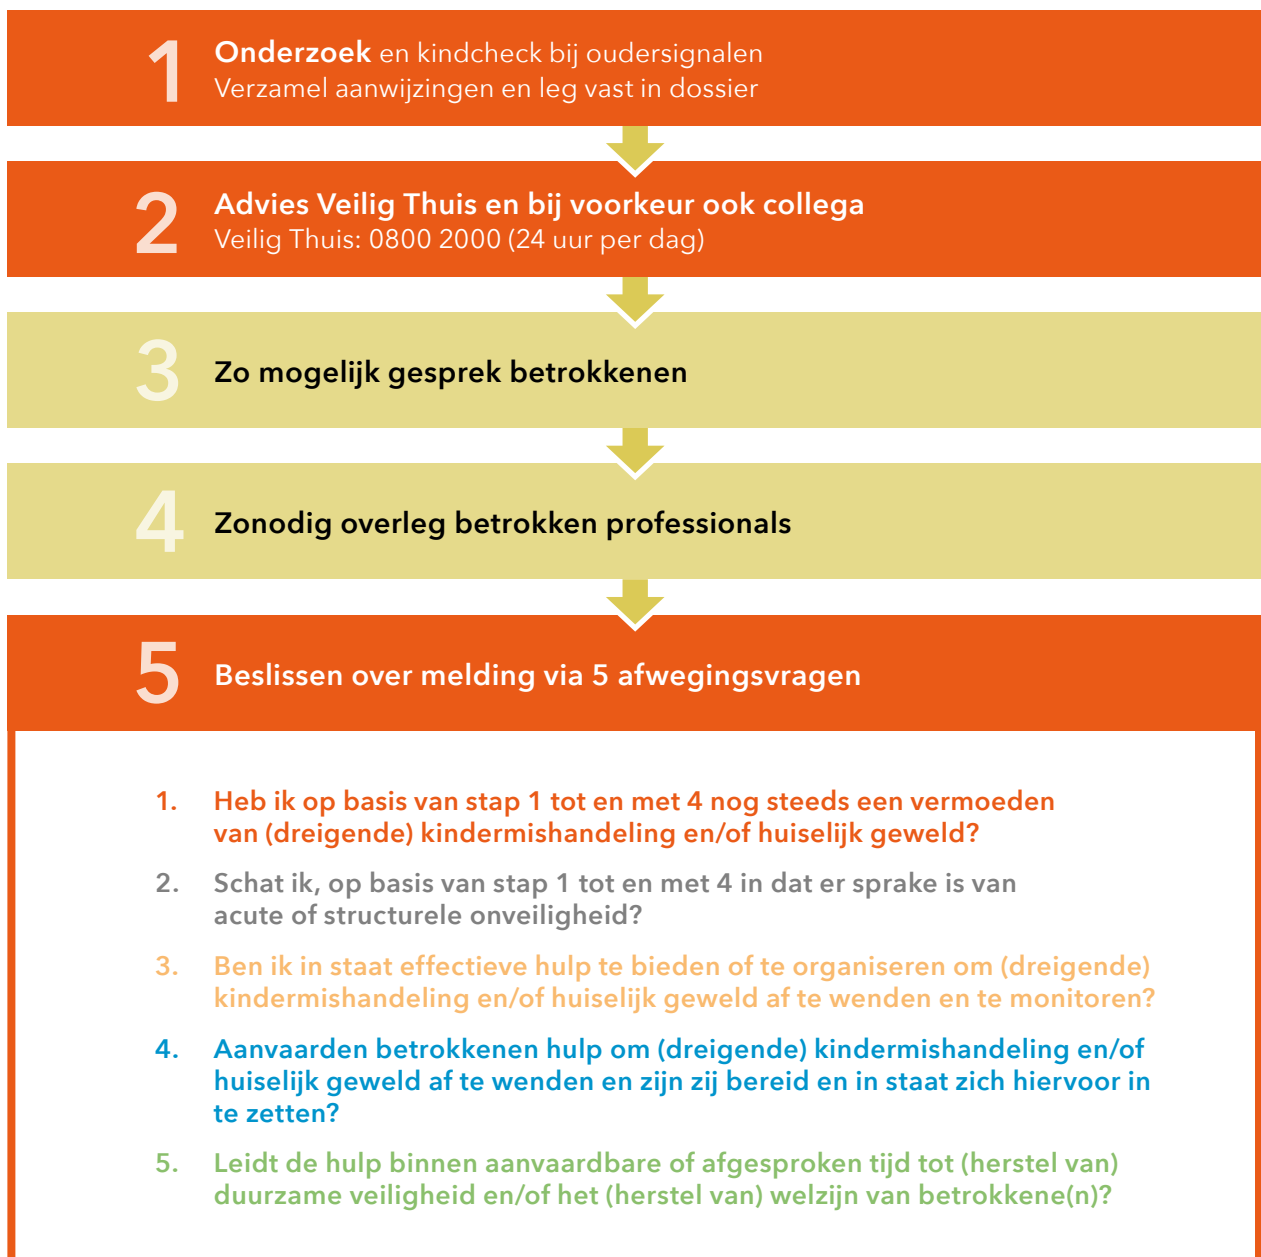 1
Onderzoek en kindcheck bij oudersignalen
Verzamel aanwijzingen en leg vast in dossier
2
Advies Veilig Thuis en bij voorkeur ook collega
Veilig Thuis: 0800 2000 (24 uur per dag)
3
Zo mogelijk gesprek betrokkenen
4
Zonodig overleg betrokken professionals
5
Beslissen over melding via 5 afwegingsvragen
1. Heb ik op basis van stap 1 tot en met 4 nog steeds een vermoeden
van (dreigende) kindermishandeling en/of huiselijk geweld?
2. Schat ik, op basis van stap 1 tot en met 4 in dat er sprake is van
acute of structurele onveiligheid?
3. Ben ik in staat effectieve hulp te bieden of te organiseren om (dreigende)
kindermishandeling en/of huiselijk geweld af te wenden en te monitoren?
4. Aanvaarden betrokkenen hulp om (dreigende) kindermishandeling en/of
huiselijk geweld af te wenden en zijn zij bereid en in staat zich hiervoor in
te zetten?
5. Leidt de hulp binnen aanvaardbare of afgesproken tijd tot (herstel van)
duurzame veiligheid en/of het (herstel van) welzijn van betrokkene(n)?